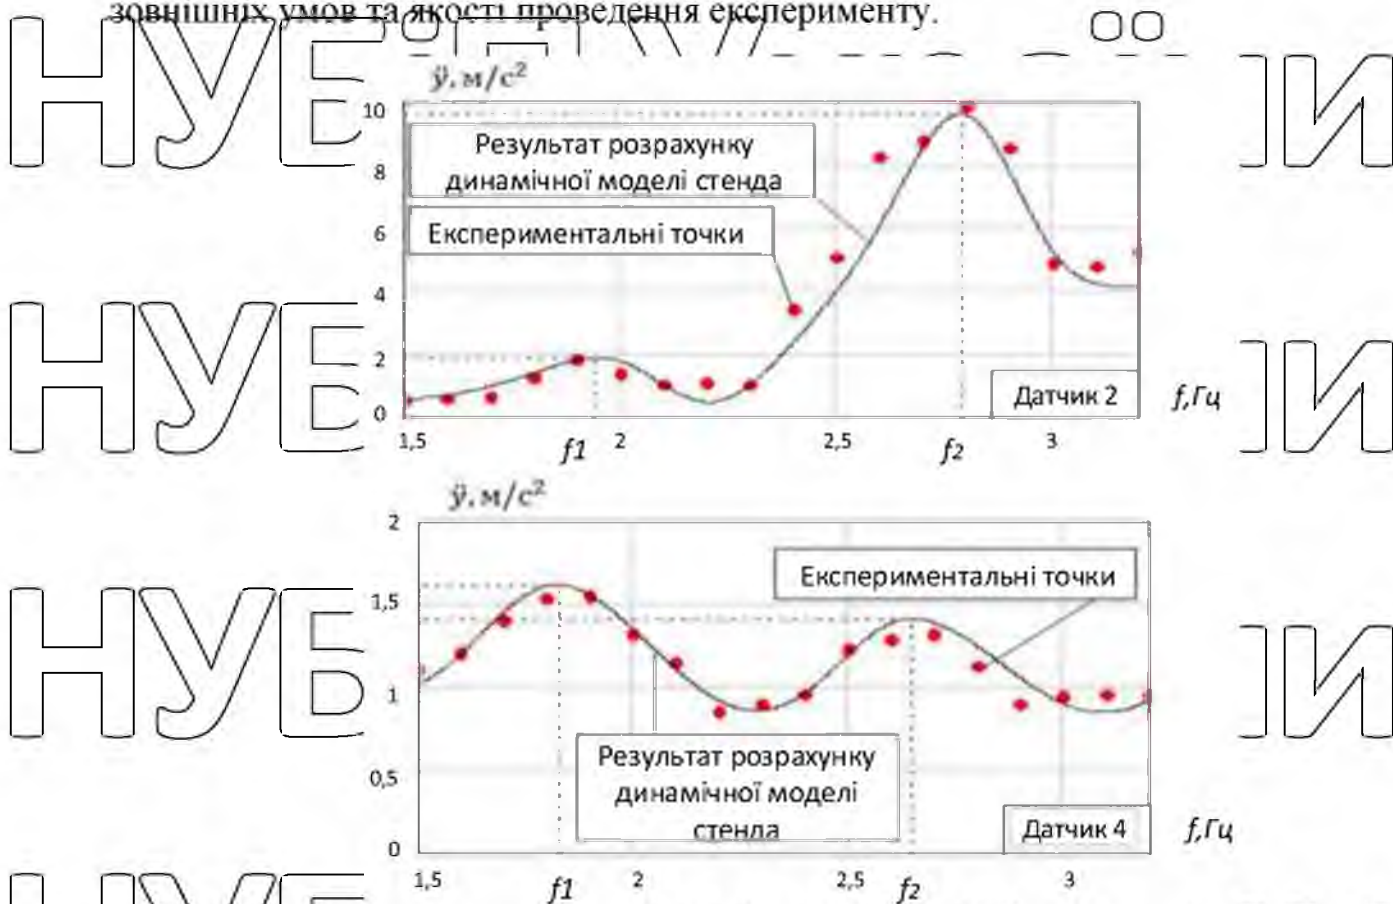 зовнішніх умов та якості проведення експерименту.
НУБ
И
ÿ, м/с²
10
Результат розрахунку
динамічної моделі стенда
8
Експериментальні точки
6
4
2
0
Датчик 2
f,Гц
1,5
f1
2
2,5
f2
3
НУБ
И
ÿ, м/с²
2
Експериментальні точки
1,5
1
НУБ
И
Результат розрахунку
динамічної моделі
стенда
0,5
0
Датчик 4
f,Гц
1,5
f1
2
2,5
f2
3